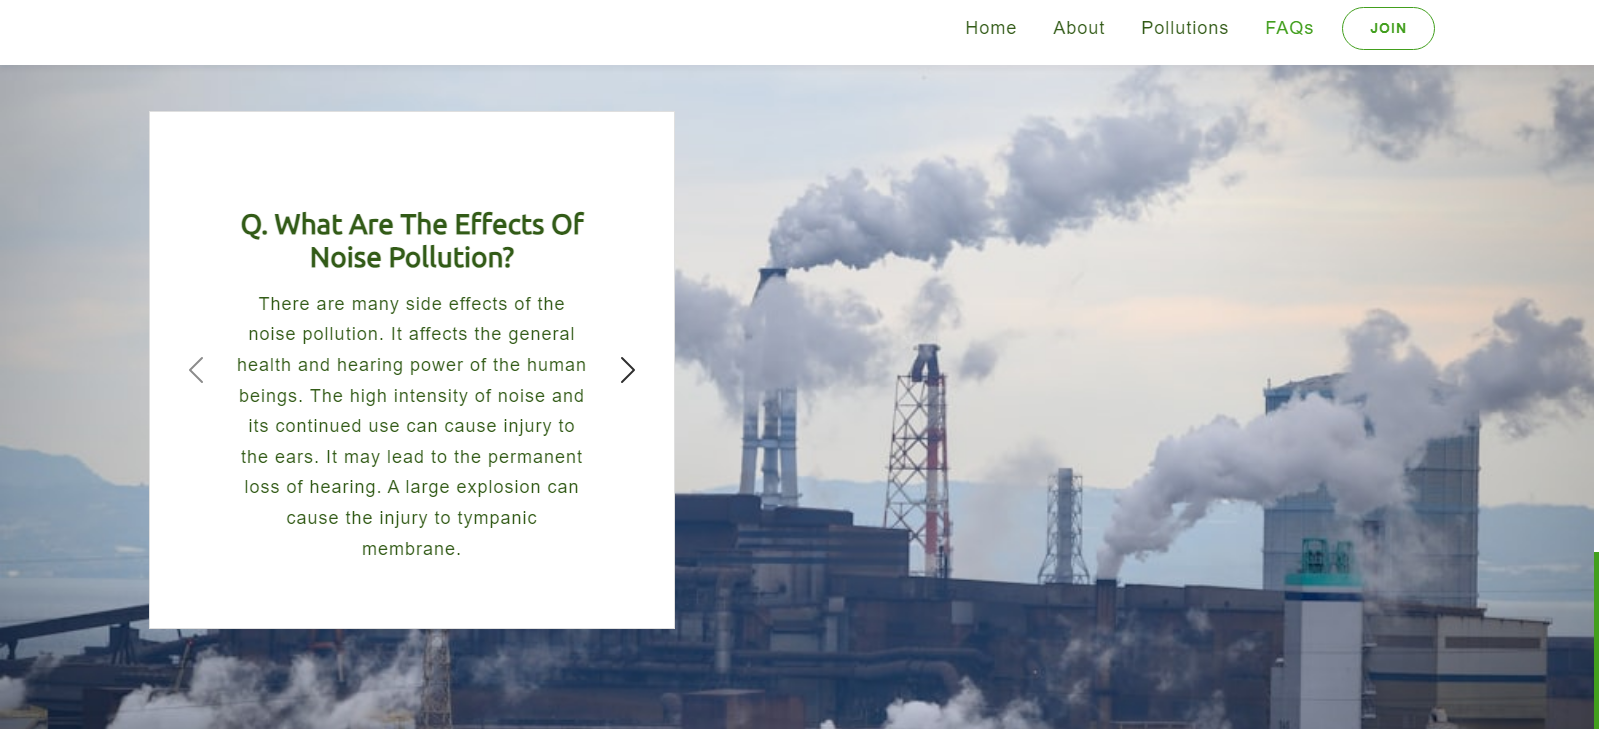 Home About Pollutions FAQs JOIN
Q. What Are The Effects Of
Noise Pollution?
There are many side effects of the
noise pollution. It affects the general
health and hearing power of the human
beings. The high intensity of noise and
its continued use can cause injury to
the ears. It may lead to the permanent
loss of hearing. A large explosion can
cause the injury to tympanic
membrane.